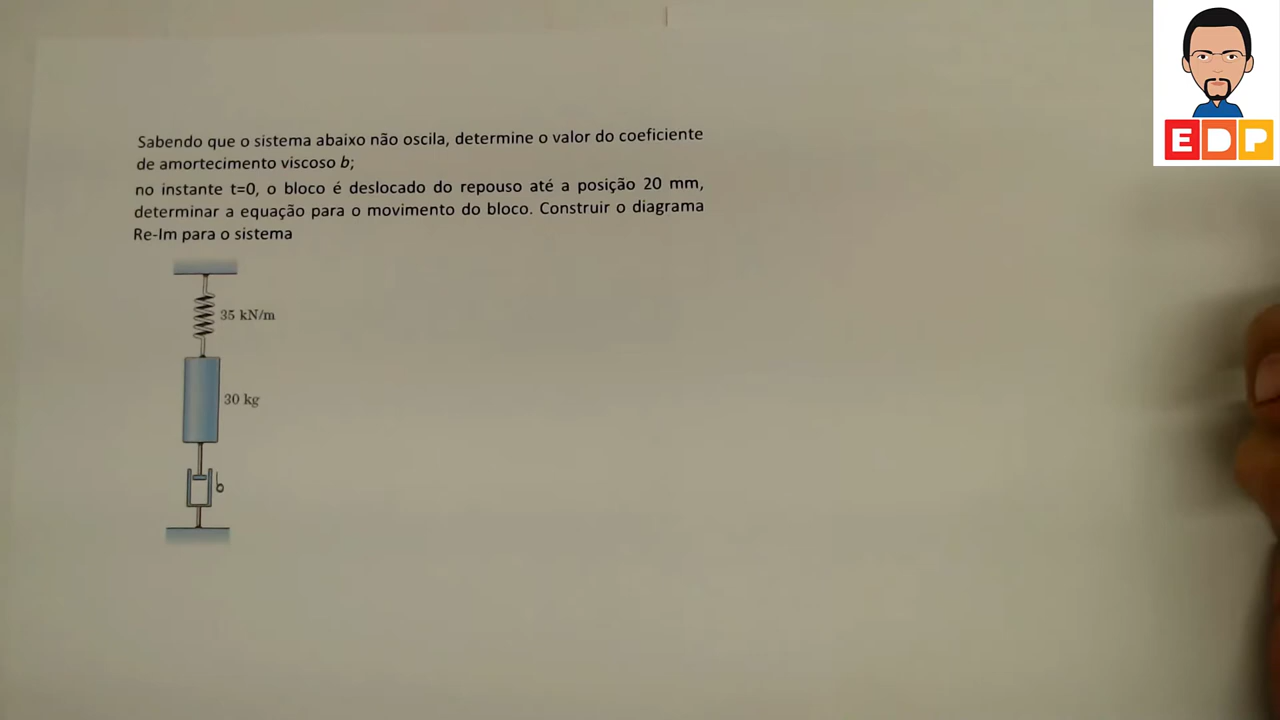 Sabendo que o sistema abaixo não oscila, determine o valor do coeficiente
de amortecimento viscoso b;
no instante t=0, o bloco é deslocado do repouso até a posição 20 mm,
determinar a equação para o movimento do bloco. Construir o diagrama
Re-Im para o sistema
35 kN/m
30 kg
b
EDP